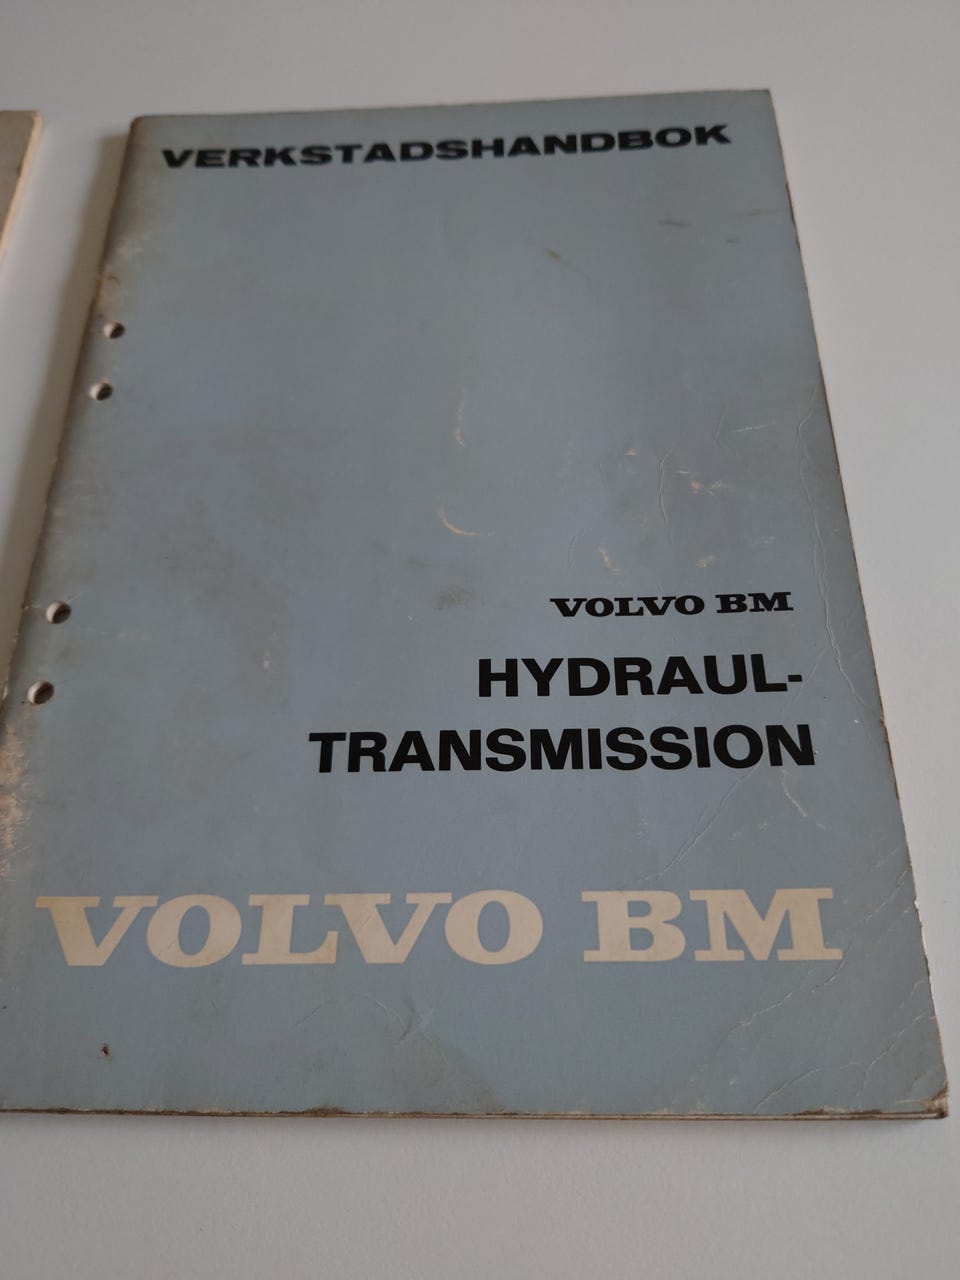 VERKSTADSHANDBOK
VOLVO BM
HYDRAUL-
TRANSMISSION
VOLVO BM